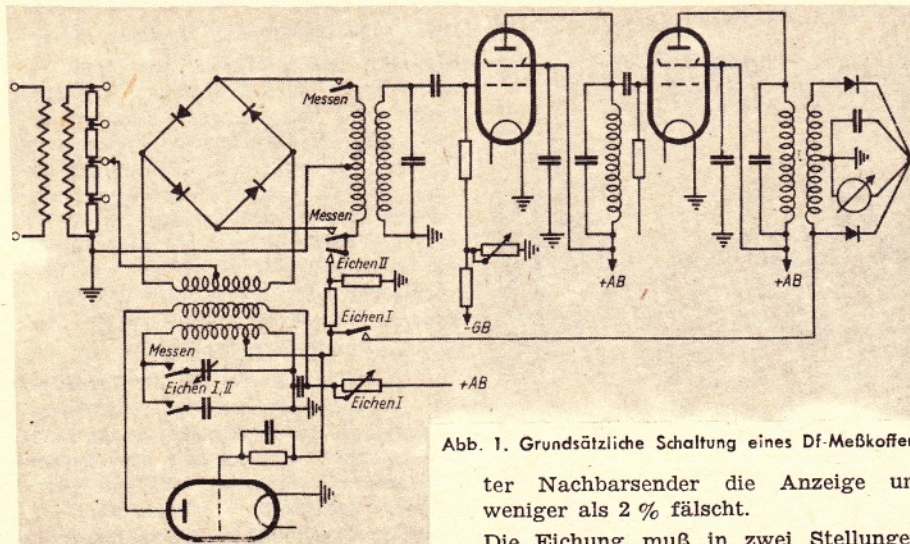 Messen
Messen
Eichen II
Eichen I
-GB
+AB
+AB
Messen
Eichen I, II
+AB
Eichen I
Abb. 1. Grundsätzliche Schaltung eines Df-Meßkoffer
ter Nachbarsender die Anzeige um
weniger als 2 % fälscht.
Die Eichung muß in zwei Stellunge